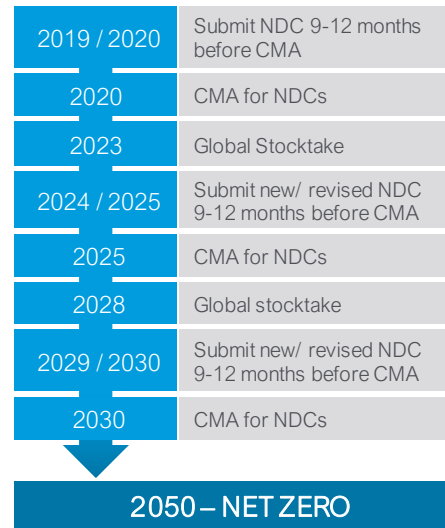 2019 / 2020
Submit NDC 9-12 months
before CMA
2020
CMA for NDCs
2023
Global Stocktake
2024 / 2025
Submit new/ revised NDC
9-12 months before CMA
2025
CMA for NDCs
2028
Global stocktake
2029 / 2030
Submit new/ revised NDC
9-12 months before CMA
2030
CMA for NDCs
2050 – NET ZERO